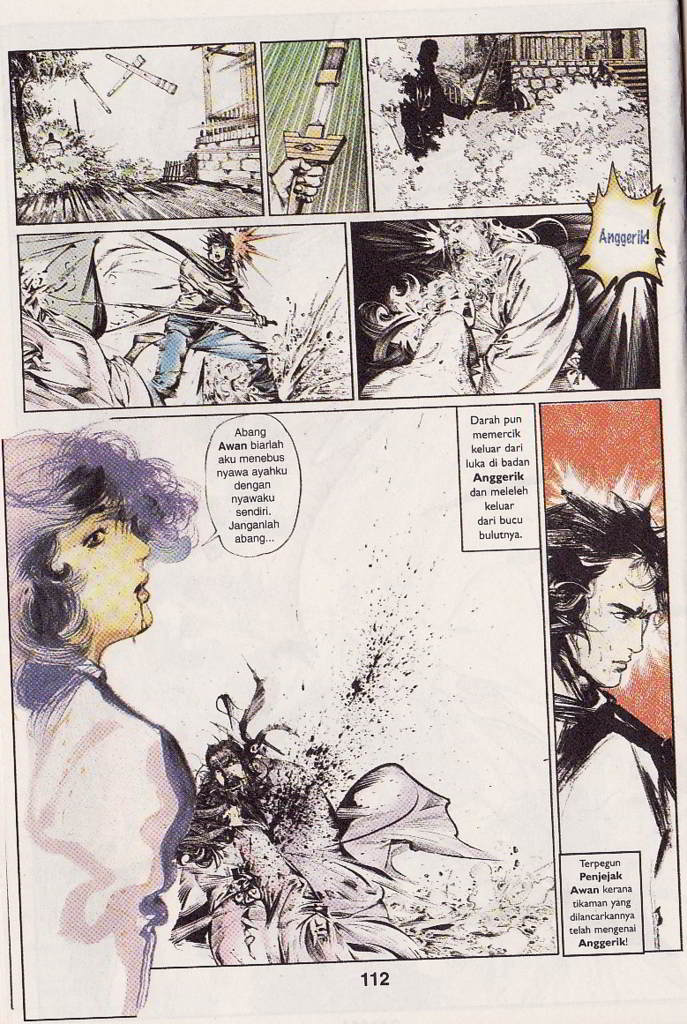 Anggerik!
Abang
Awan biarlah
aku menebus
nyawa ayahku
dengan
nyawaku
sendiri.
Janganlah
abang...
Darah pun
memercik
keluar dari
luka di badan
Anggerik
dan meleleh
keluar
dari bucu
bulutnya.
Terpegun
Penjejak
Awan kerana
tikaman yang
dilancarkannya
telah mengenai
Anggerik!
112